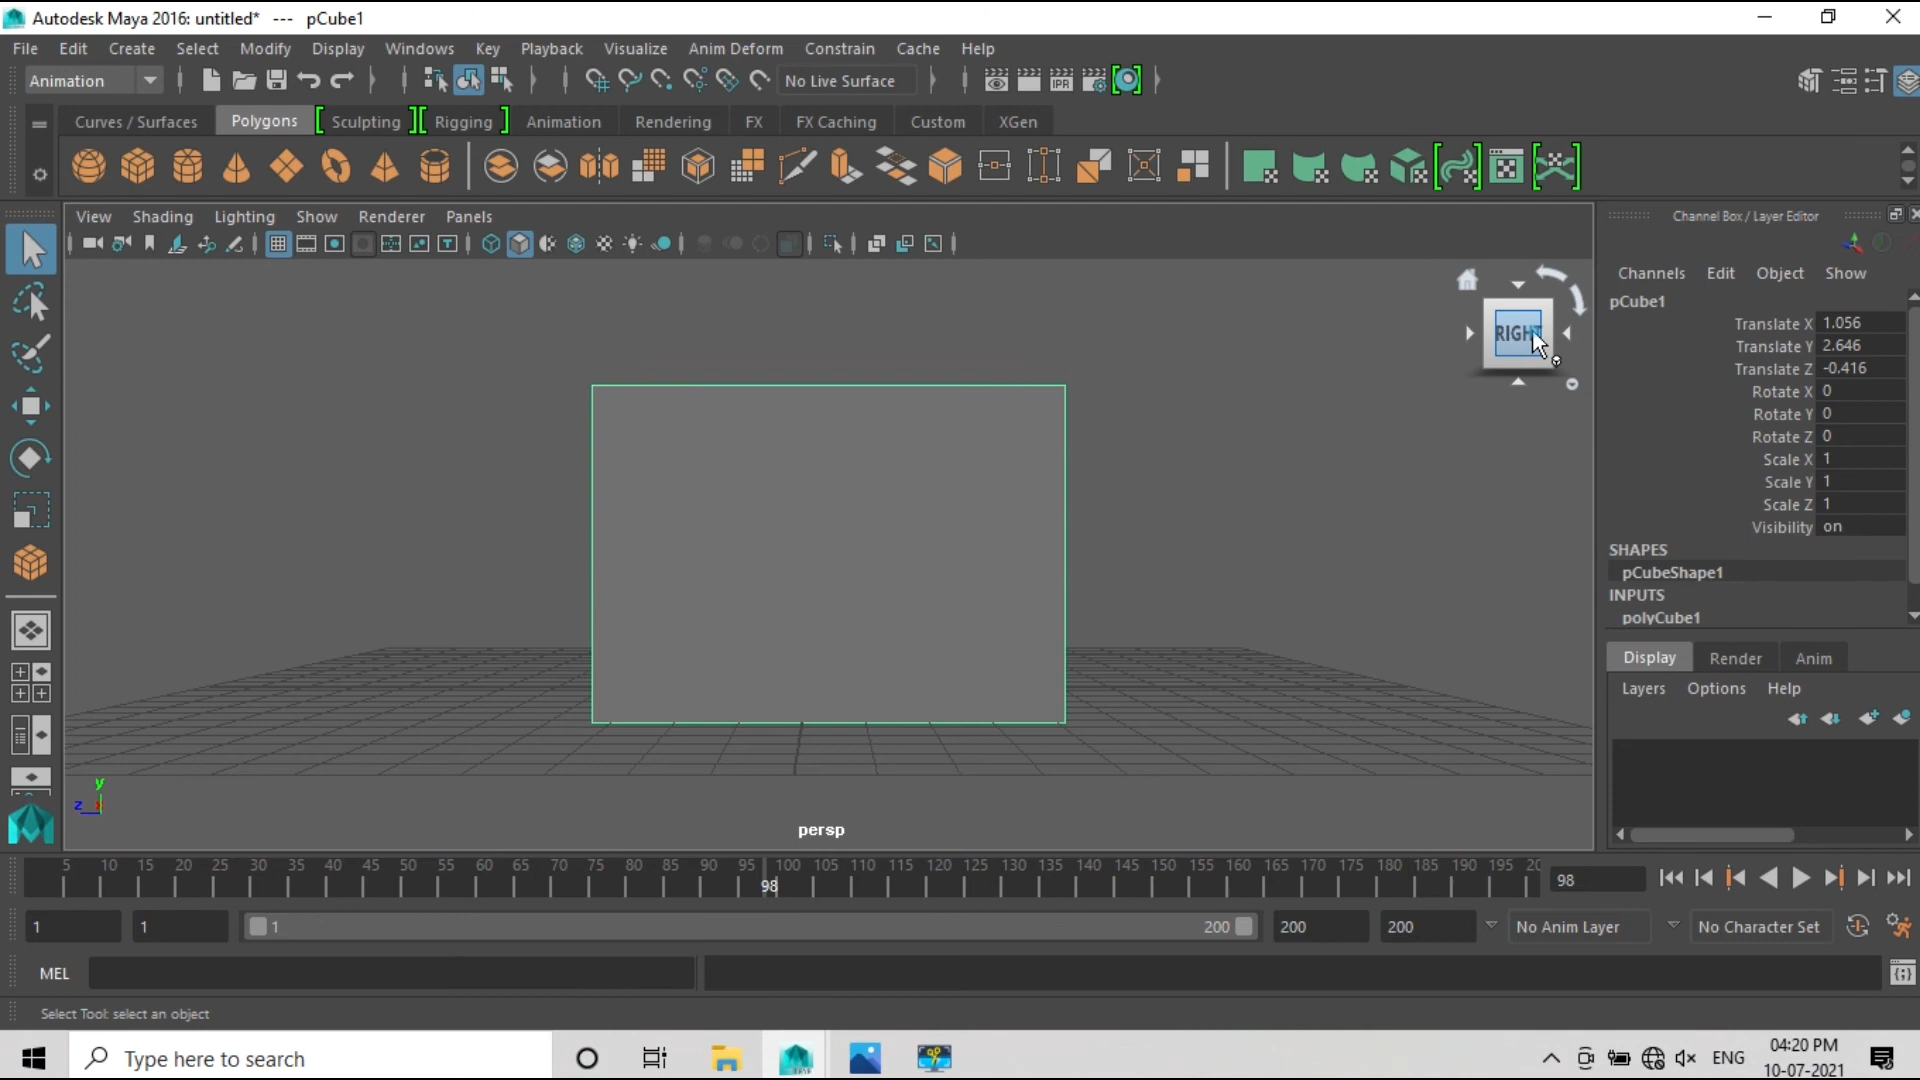 Autodesk Maya 2016: untitled* --- pCube1
File Edit Create Select Modify Display Windows Key Playback Visualize Anim Deform Constrain Cache Help
Animation No Live Surface IPR
Curves / Surfaces Polygons Sculpting Rigging Animation Rendering FX FX Caching Custom XGen
View Shading Lighting Show Renderer Panels
Channel Box / Layer Editor
Channels Edit Object Show
pCube1
Translate X 1.056
Translate Y 2.646
Translate Z -0.416
Rotate X 0
Rotate Y 0
Rotate Z 0
Scale X 1
Scale Y 1
Scale Z 1
Visibility on
SHAPES
pCubeShape1
INPUTS
polyCube1
RIGHT
Display Render Anim
Layers Options Help
y
z x
persp
5 10 15 20 25 30 35 40 45 50 55 60 65 70 75 80 85 90 95 100 105 110 115 120 125 130 135 140 145 150 155 160 165 170 175 180 185 190 195 20
98 98
1 1 1 200 200 200 No Anim Layer No Character Set
MEL
Select Tool: select an object
Type here to search
ENG
04:20 PM
10-07-2021